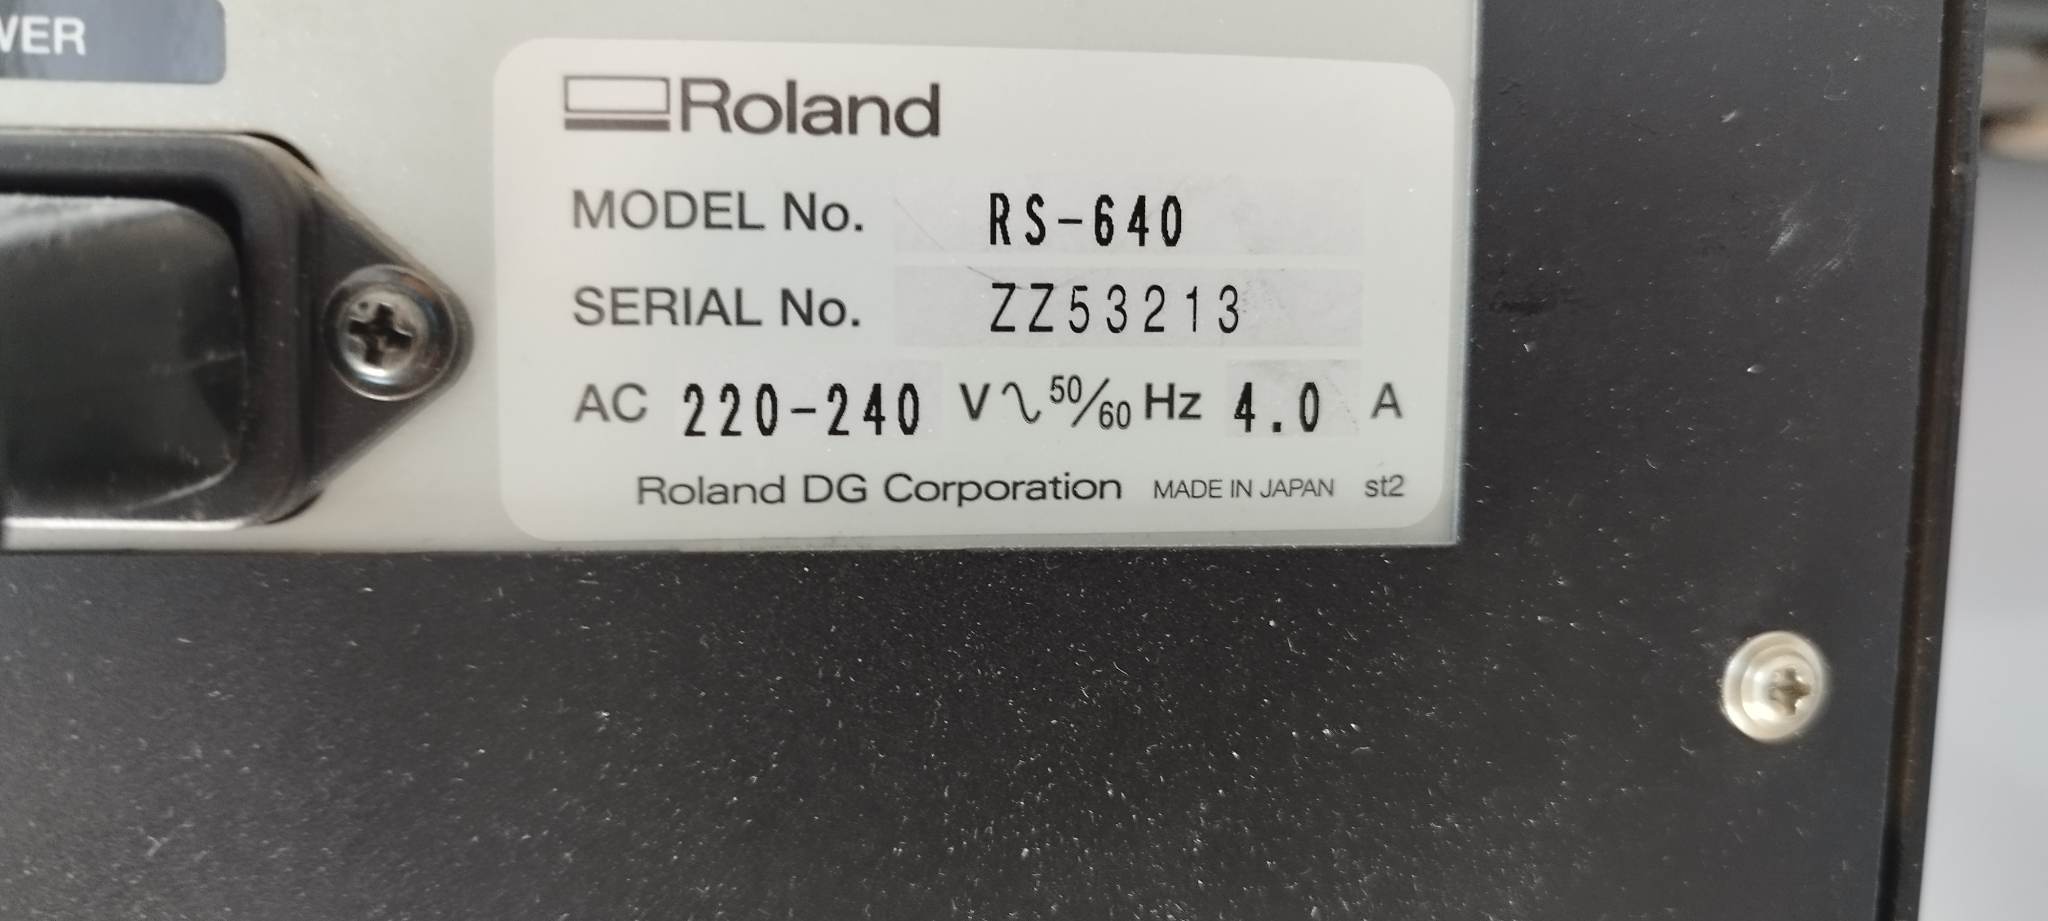 WER
Roland
MODEL No. RS-640
SERIAL No. ZZ53213
AC 220-240 V∿ 50/60 Hz 4.0 A
Roland DG Corporation MADE IN JAPAN st2